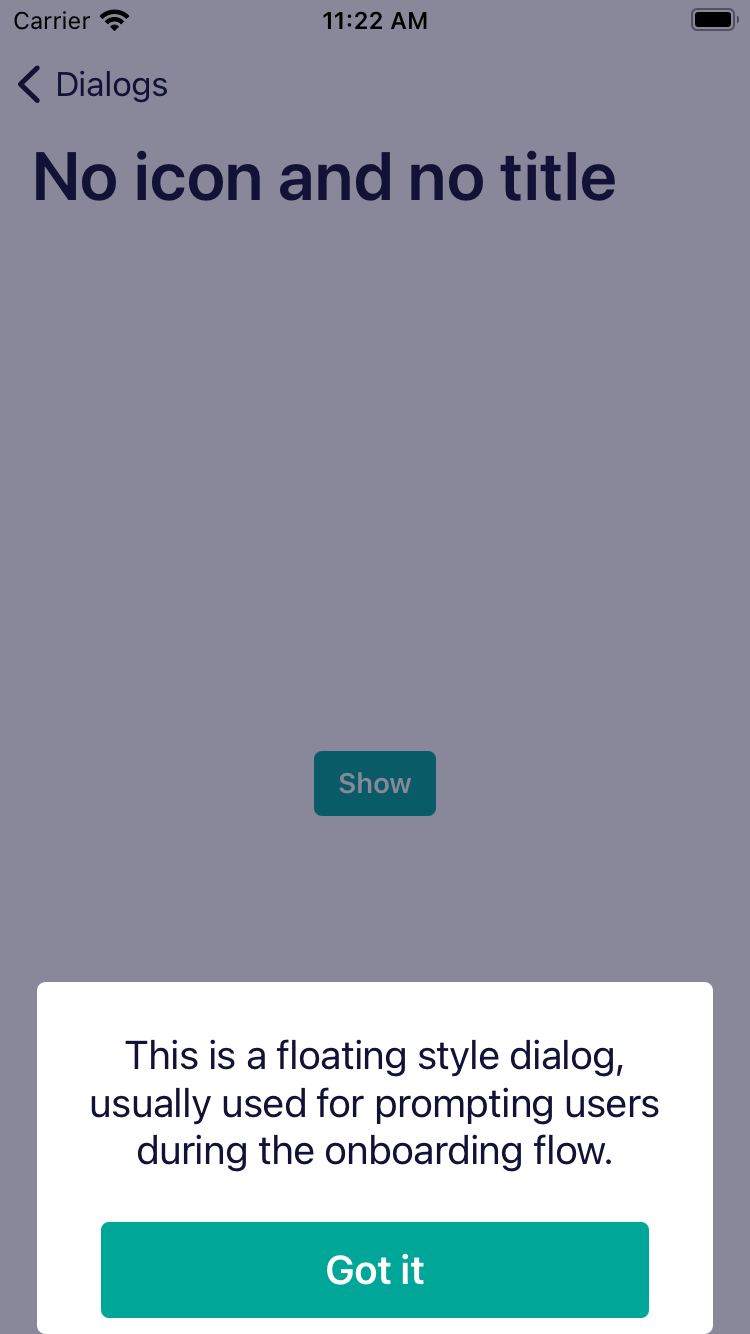 Carrier 11:22 AM
Dialogs
No icon and no title
Show
This is a floating style dialog,
usually used for prompting users
during the onboarding flow.
Got it